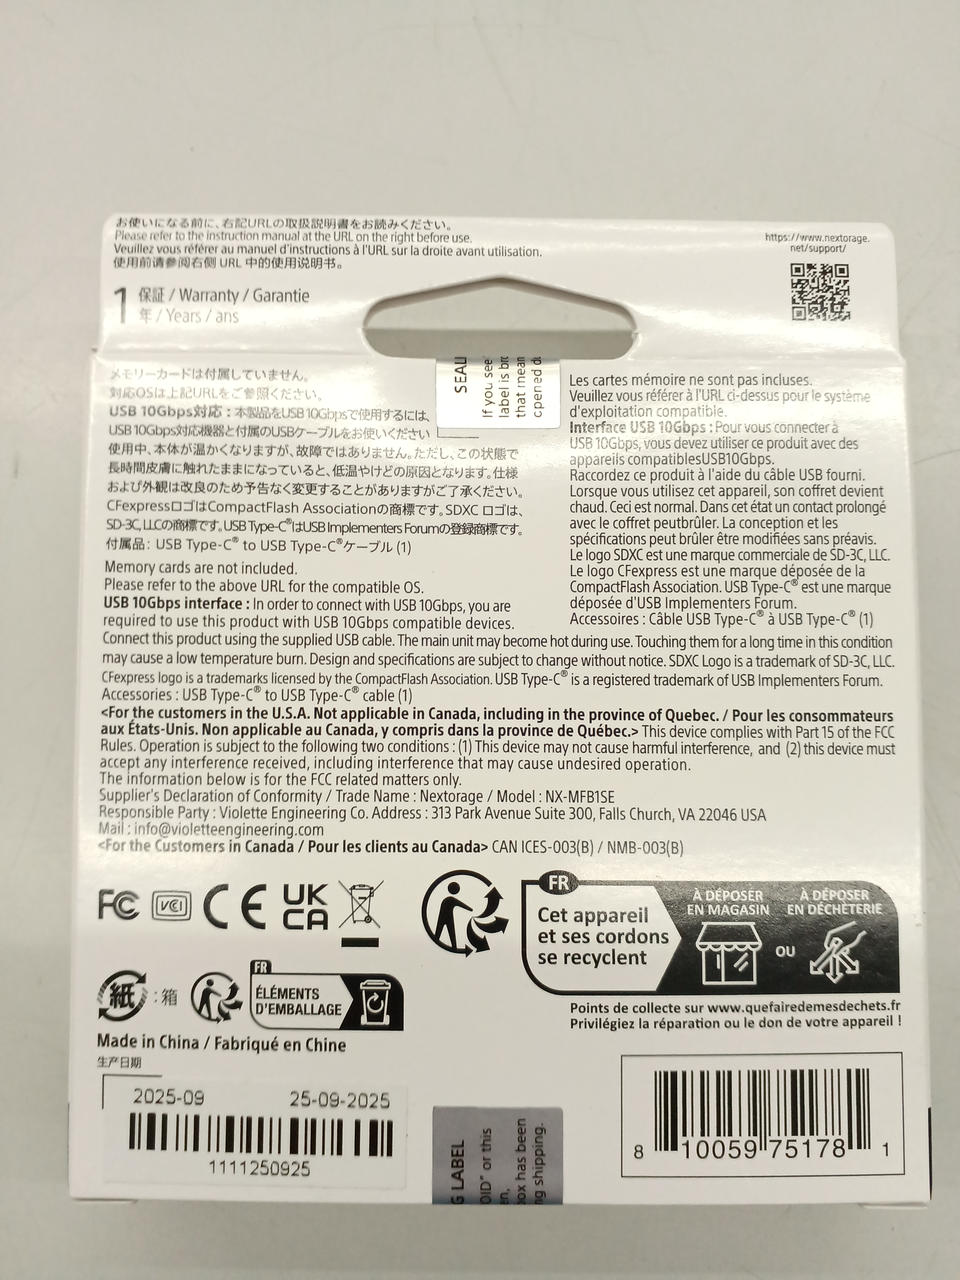 お使いになる前に、右記URLの取扱説明書をお読みください。
Please refer to the instruction manual at the URL on the right before use.
Veuillez vous référer au manuel d'instructions à l'URL sur la droite avant utilisation.
使用前请参阅右侧 URL 中的使用说明书。
https://www.nextorage.
net/support/
1 保証 / Warranty / Garantie
年 / Years / ans
メモリーカードは付属していません。
対応OSは上記URLをご参照ください。
USB 10Gbps対応：本製品をUSB 10Gbpsで使用するには、
USB 10Gbps対応機器と付属のUSBケーブルをお使いください
使用中、本体が温かくなりますが、故障ではありません。ただし、この状態で
長時間皮膚に触れたままになっていると、低温やけどの原因となります。仕様
および外観は改良のため予告なく変更することがありますがご了承ください。
CFexpressロゴはCompactFlash Associationの商標です。SDXC ロゴは、
SD-3C, LLCの商標です。USB Type-C®はUSB Implementers Forumの登録商標です。
付属品：USB Type-C® to USB Type-C®ケーブル (1)
SEAL
If you see
label is br
that mean
opened d
Les cartes mémoire ne sont pas incluses.
Veuillez vous référer à l'URL ci-dessus pour le système
d'exploitation compatible.
Interface USB 10Gbps : Pour vous connecter à
USB 10Gbps, vous devez utiliser ce produit avec des
appareils compatiblesUSB10Gbps.
Raccordez ce produit à l'aide du câble USB fourni.
Lorsque vous utilisez cet appareil, son coffret devient
chaud. Ceci est normal. Dans cet état un contact prolongé
avec le coffret peutbrûler. La conception et les
spécifications peut brûler être modifiées sans préavis.
Le logo SDXC est une marque commerciale de SD-3C, LLC.
Le logo CFexpress est une marque déposée de la
CompactFlash Association. USB Type-C® est une marque
déposée d'USB Implementers Forum.
Accessoires : Câble USB Type-C® à USB Type-C® (1)
Memory cards are not included.
Please refer to the above URL for the compatible OS.
USB 10Gbps interface : In order to connect with USB 10Gbps, you are
required to use this product with USB 10Gbps compatible devices.
Connect this product using the supplied USB cable. The main unit may become hot during use. Touching them for a long time in this condition
may cause a low temperature burn. Design and specifications are subject to change without notice. SDXC Logo is a trademark of SD-3C, LLC.
CFexpress logo is a trademarks licensed by the CompactFlash Association. USB Type-C® is a registered trademark of USB Implementers Forum.
Accessories : USB Type-C® to USB Type-C® cable (1)
<For the customers in the U.S.A. Not applicable in Canada, including in the province of Quebec. / Pour les consommateurs
aux États-Unis. Non applicable au Canada, y compris dans la province de Québec.> This device complies with Part 15 of the FCC
Rules. Operation is subject to the following two conditions : (1) This device may not cause harmful interference, and (2) this device must
accept any interference received, including interference that may cause undesired operation.
The information below is for the FCC related matters only.
Supplier's Declaration of Conformity / Trade Name : Nextorage / Model : NX-MFB1SE
Responsible Party : Violette Engineering Co. Address : 313 Park Avenue Suite 300, Falls Church, VA 22046 USA
Mail : info@violetteengineering.com
<For the Customers in Canada / Pour les clients au Canada> CAN ICES-003(B) / NMB-003(B)
FC VCI CE UK CA
FR
Cet appareil
et ses cordons
se recyclent
À DÉPOSER
EN MAGASIN
OU
À DÉPOSER
EN DÉCHÈTERIE
紙：箱
FR
ÉLÉMENTS
D'EMBALLAGE
Points de collecte sur www.quefairedemesdechets.fr
Privilégiez la réparation ou le don de votre appareil !
Made in China / Fabriqué en Chine
生产日期
2025-09 25-09-2025
1111250925
G LABEL
OID" or this
en,
ox has been
ng shipping.
8 10059 75178 1